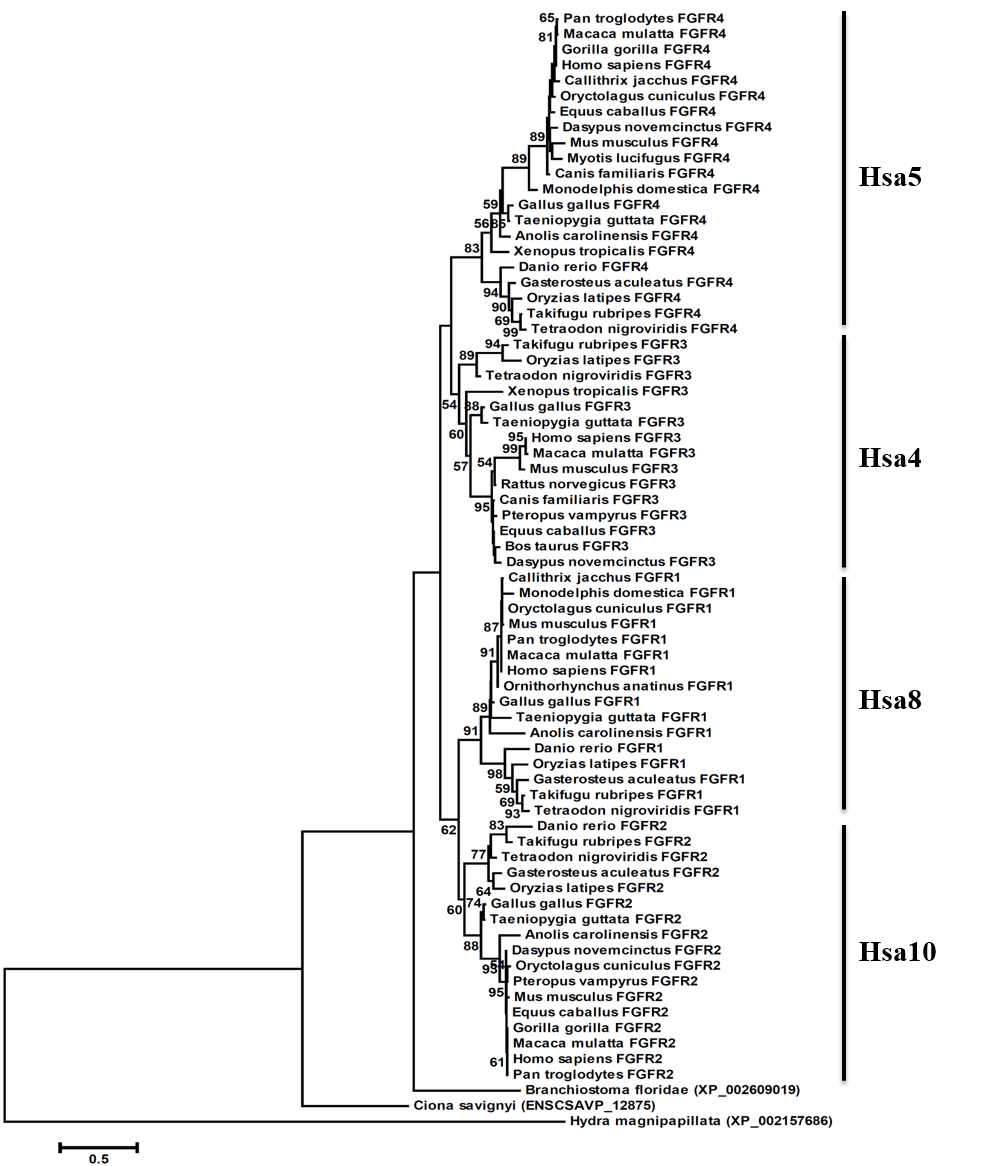 65 Pan troglodytes FGFR4
81 Macaca mulatta FGFR4
Gorilla gorilla FGFR4
Homo sapiens FGFR4
Callithrix jacchus FGFR4
Oryctolagus cuniculus FGFR4
Equus caballus FGFR4
Dasypus novemcinctus FGFR4
89 Mus musculus FGFR4
89 Myotis lucifugus FGFR4
Canis familiaris FGFR4
Hsa5
Monodelphis domestica FGFR4
59 Gallus gallus FGFR4
56 85 Taeniopygia guttata FGFR4
Anolis carolinensis FGFR4
83 Xenopus tropicalis FGFR4
Danio rerio FGFR4
Gasterosteus aculeatus FGFR4
94 Oryzias latipes FGFR4
90 Takifugu rubripes FGFR4
69 Tetraodon nigroviridis FGFR4
99
94 Takifugu rubripes FGFR3
89 Oryzias latipes FGFR3
Tetraodon nigroviridis FGFR3
Xenopus tropicalis FGFR3
54 88 Gallus gallus FGFR3
Taeniopygia guttata FGFR3
60 95 Homo sapiens FGFR3
99 Macaca mulatta FGFR3
Hsa4
57 54 Mus musculus FGFR3
Rattus norvegicus FGFR3
Canis familiaris FGFR3
95 Pteropus vampyrus FGFR3
Equus caballus FGFR3
Bos taurus FGFR3
Dasypus novemcinctus FGFR3
Callithrix jacchus FGFR1
Monodelphis domestica FGFR1
Oryctolagus cuniculus FGFR1
87 Mus musculus FGFR1
Pan troglodytes FGFR1
91 Macaca mulatta FGFR1
Homo sapiens FGFR1
Ornithorhynchus anatinus FGFR1
Hsa8
89 Gallus gallus FGFR1
Taeniopygia guttata FGFR1
91 Anolis carolinensis FGFR1
Danio rerio FGFR1
Oryzias latipes FGFR1
98 Gasterosteus aculeatus FGFR1
59 Takifugu rubripes FGFR1
69 Tetraodon nigroviridis FGFR1
93
62 83 Danio rerio FGFR2
Takifugu rubripes FGFR2
77 Tetraodon nigroviridis FGFR2
Gasterosteus aculeatus FGFR2
64 Oryzias latipes FGFR2
60 74 Gallus gallus FGFR2
Taeniopygia guttata FGFR2
Anolis carolinensis FGFR2
88 Dasypus novemcinctus FGFR2
Hsa10
93 54 Oryctolagus cuniculus FGFR2
Pteropus vampyrus FGFR2
95 Mus musculus FGFR2
Equus caballus FGFR2
Gorilla gorilla FGFR2
Macaca mulatta FGFR2
61 Homo sapiens FGFR2
Pan troglodytes FGFR2
Branchiostoma floridae (XP_002609019)
Ciona savignyi (ENSCSAVP_12875)
Hydra magnipapillata (XP_002157686)
0.5